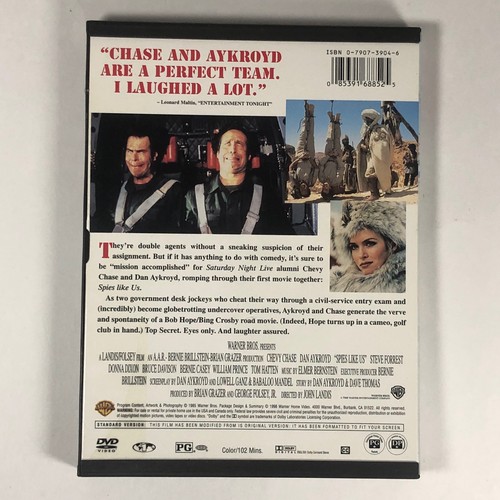 ISBN 0-7907-3904-6
"CHASE AND AYKROYD
ARE A PERFECT TEAM.
I LAUGHED A LOT."
– Leonard Maltin, "ENTERTAINMENT TONIGHT"
0 85391 68852 5
They're double agents without a sneaking suspicion of their
assignment. But if it has anything to do with comedy, it's sure to
be "mission accomplished" for Saturday Night Live alumni Chevy
Chase and Dan Aykroyd, romping through their first movie together:
Spies like Us.
As two government desk jockeys who cheat their way through a civil-service entry exam and
(incredibly) become globetrotting undercover operatives, Aykroyd and Chase generate the verve
and spontaneity of a Bob Hope/Bing Crosby road movie. (Indeed, Hope turns up in a cameo, golf
club in hand.) Top Secret. Eyes only. And laughter assured.
WARNER BROS. PRESENTS
A LANDIS/FOLSEY FILM AN A.A.R.-BERNIE BRILLSTEIN-BRIAN GRAZER PRODUCTION CHEVY CHASE DAN AYKROYD "SPIES LIKE US" STEVE FORREST
DONNA DIXON BRUCE DAVISON BERNIE CASEY WILLIAM PRINCE TOM HATTEN MUSIC BY ELMER BERNSTEIN EXECUTIVE PRODUCER BERNIE
BRILLSTEIN SCREENPLAY BY DAN AYKROYD AND LOWELL GANZ & BABALOO MANDEL STORY BY DAN AYKROYD & DAVE THOMAS
PRODUCED BY BRIAN GRAZER AND GEORGE FOLSEY, JR. DIRECTED BY JOHN LANDIS
STANDARD VERSION: THIS FILM HAS BEEN MODIFIED FROM ITS ORIGINAL VERSION: IT HAS BEEN FORMATTED TO FIT YOUR SCREEN.
DVD
VIDEO
PG
Color/102 Mins.
DOLBY
DIGITAL